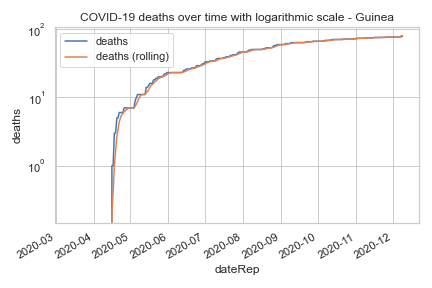 COVID-19 deaths over time with logarithmic scale - Guinea
deaths
deaths (rolling)
10²
10¹
10⁰
deaths
2020-03
2020-04
2020-05
2020-06
2020-07
2020-08
2020-09
2020-10
2020-11
2020-12
dateRep